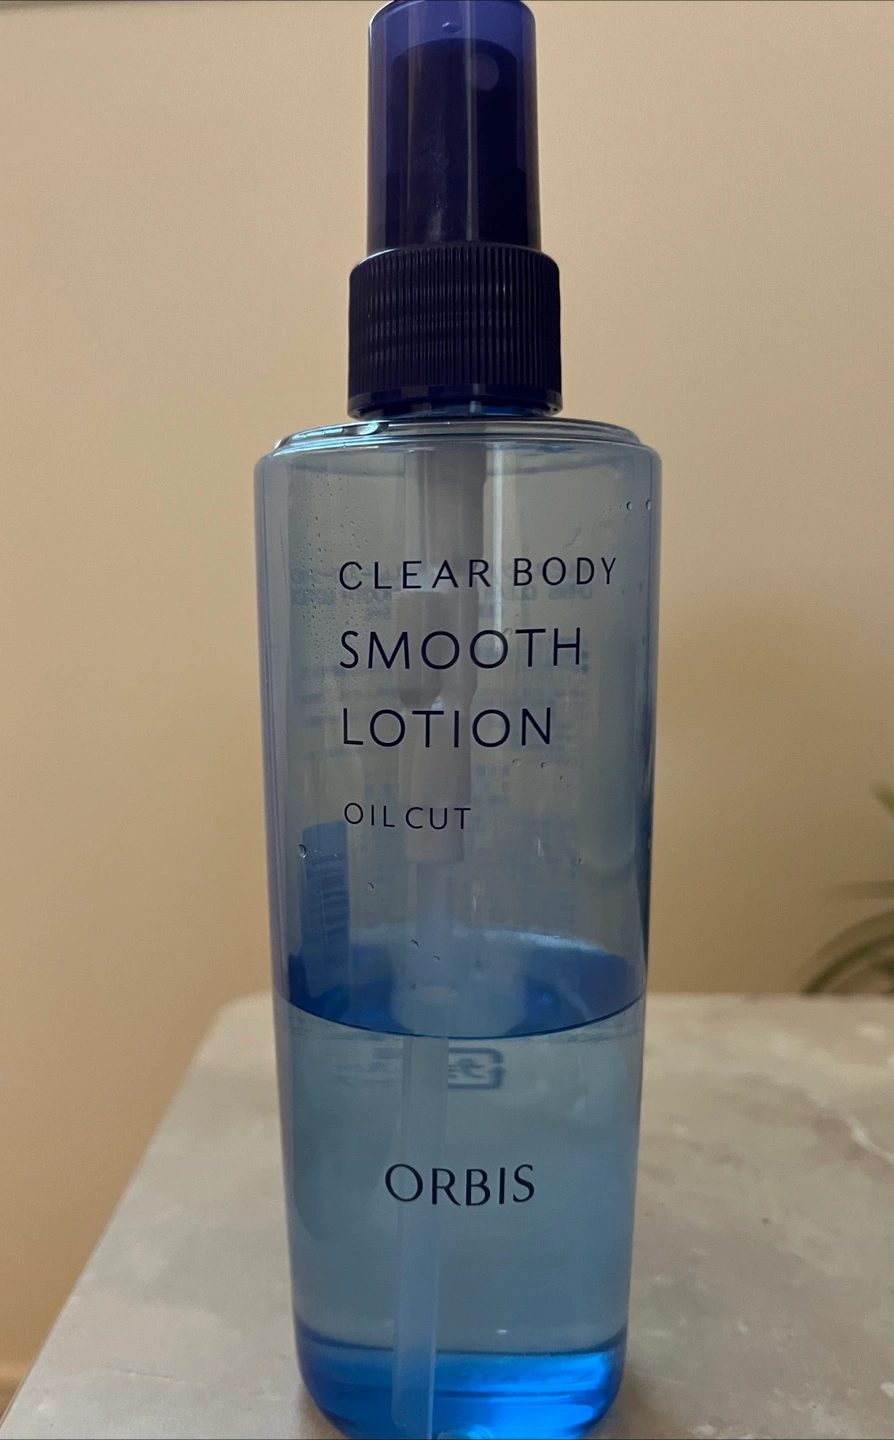 CLEAR BODY
SMOOTH
LOTION
OIL CUT
ORBIS